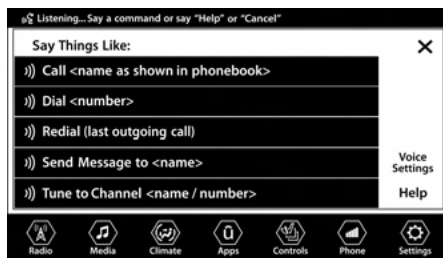 Listening... Say a command or say "Help" or "Cancel"
Say Things Like:
Call <name as shown in phonebook>
Dial <number>
Redial (last outgoing call)
Send Message to <name>
Tune to Channel <name / number>
Voice
Settings
Help
Radio Media Climate Apps Controls Phone Settings